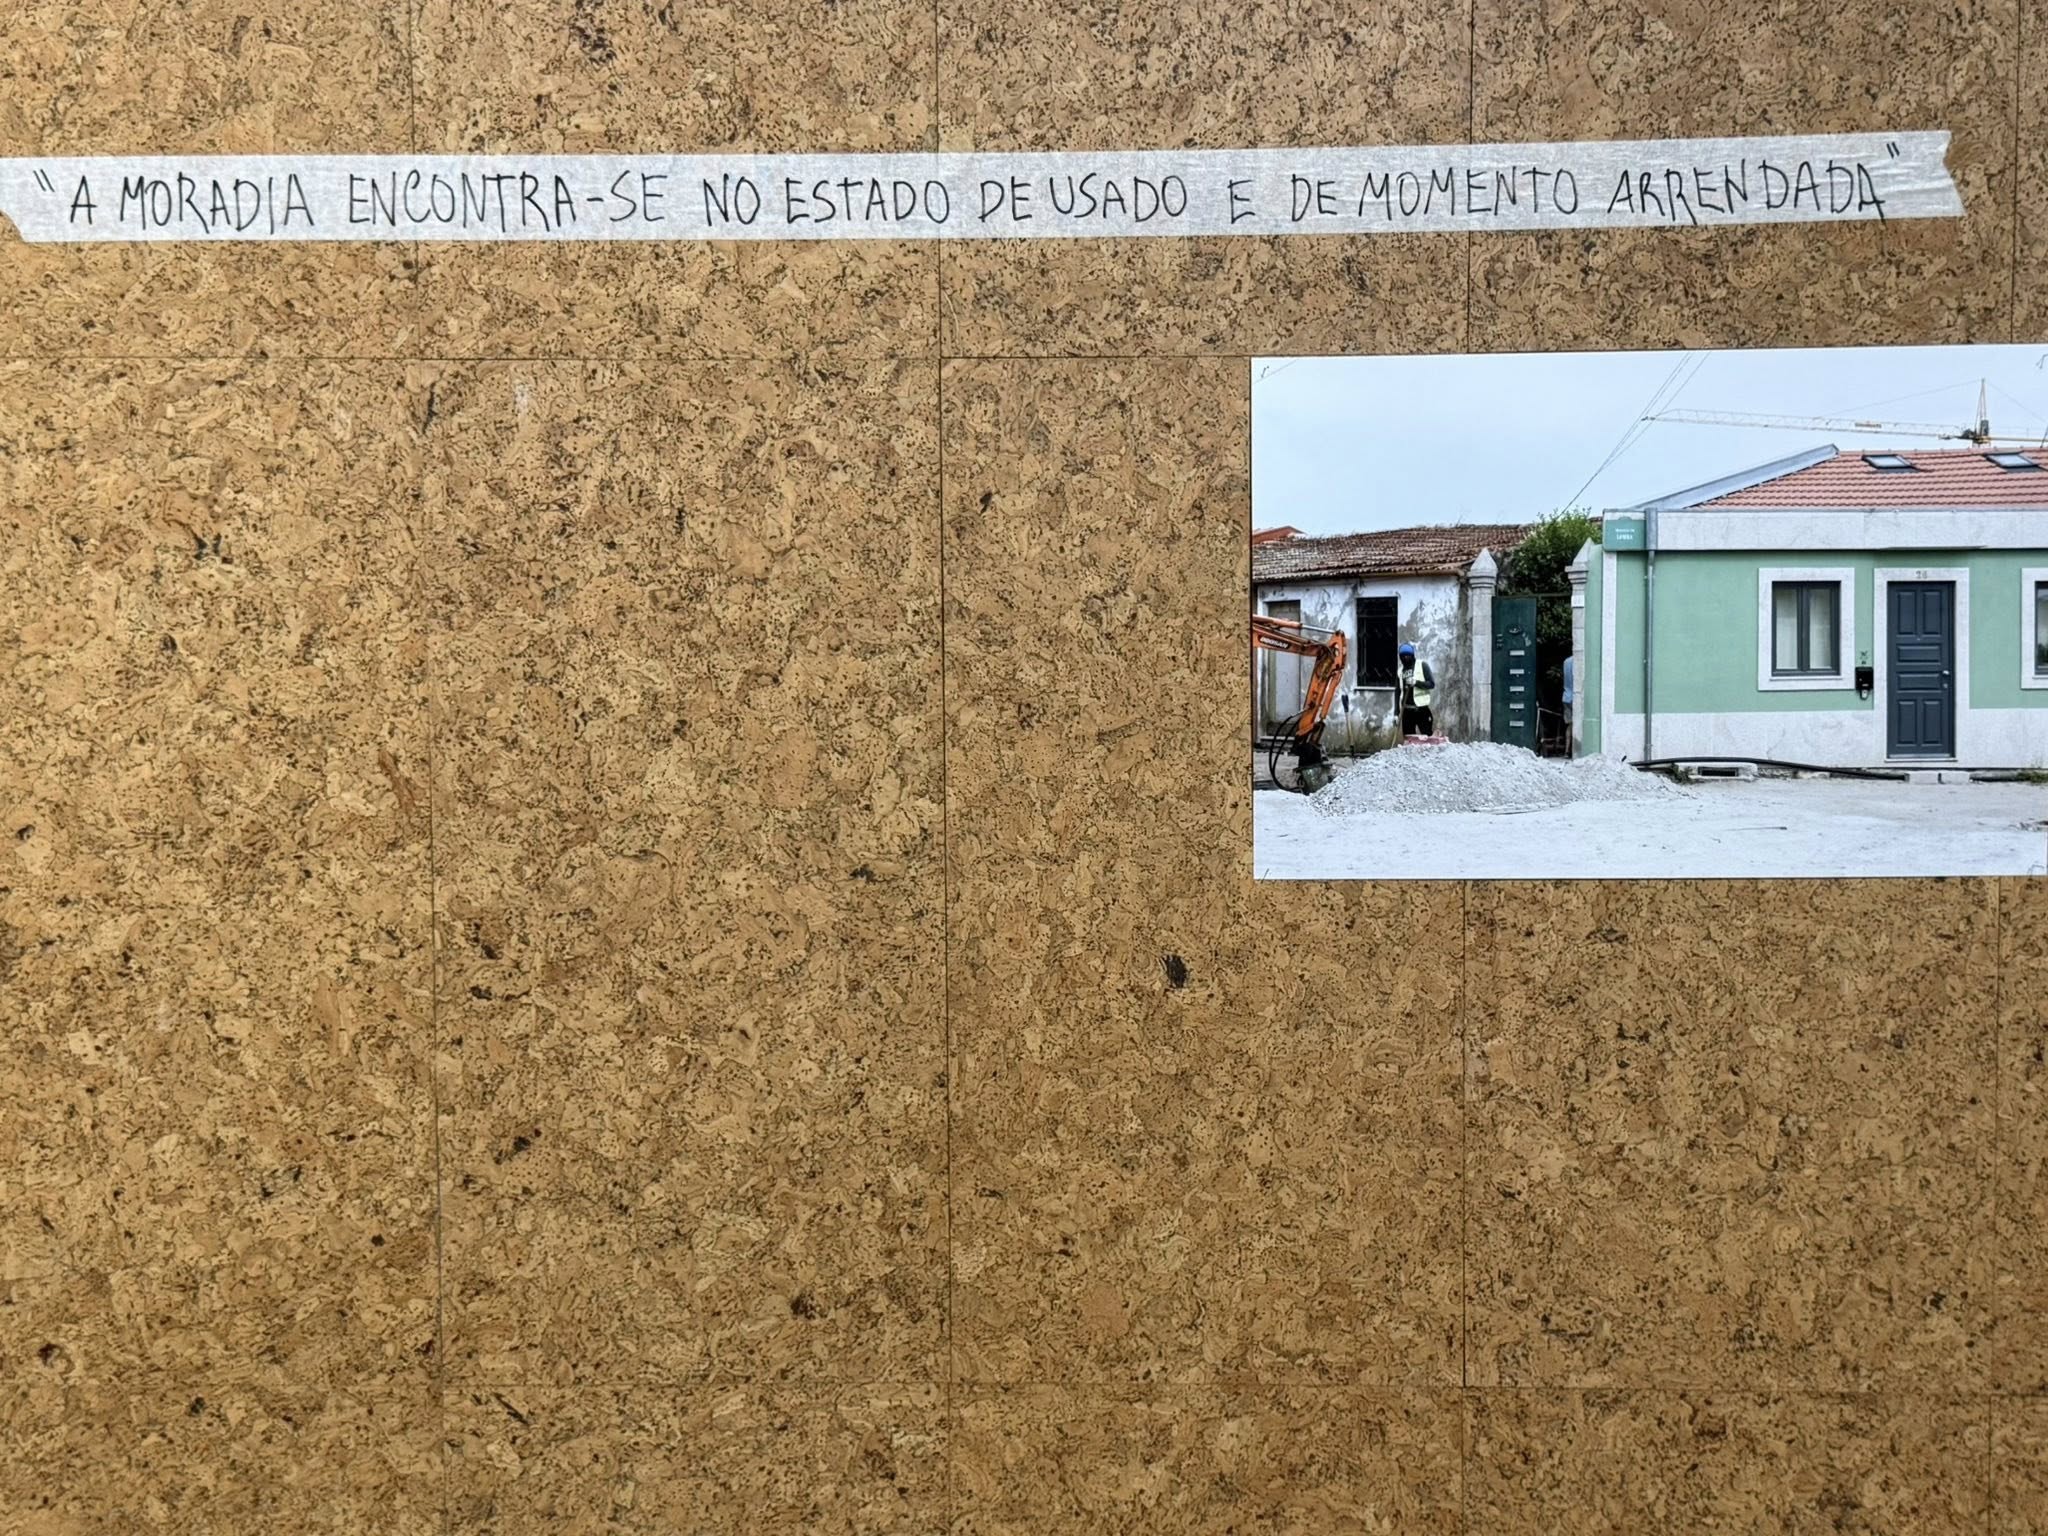 "A MORADIA ENCONTRA-SE NO ESTADO DE USADO E DE MOMENTO ARRENDADA"